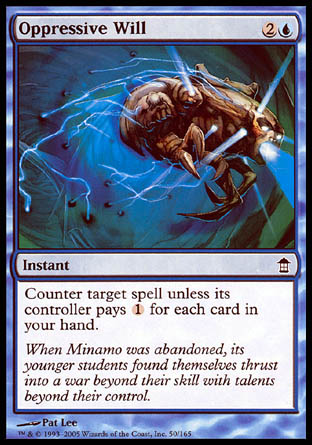 Oppressive Will 2
Instant
Counter target spell unless its
controller pays 1 for each card in
your hand.
When Minamo was abandoned, its
younger students found themselves thrust
into a war beyond their skill with talents
beyond their control.
Pat Lee
™ & © 1993-2005 Wizards of the Coast, Inc. 50/165